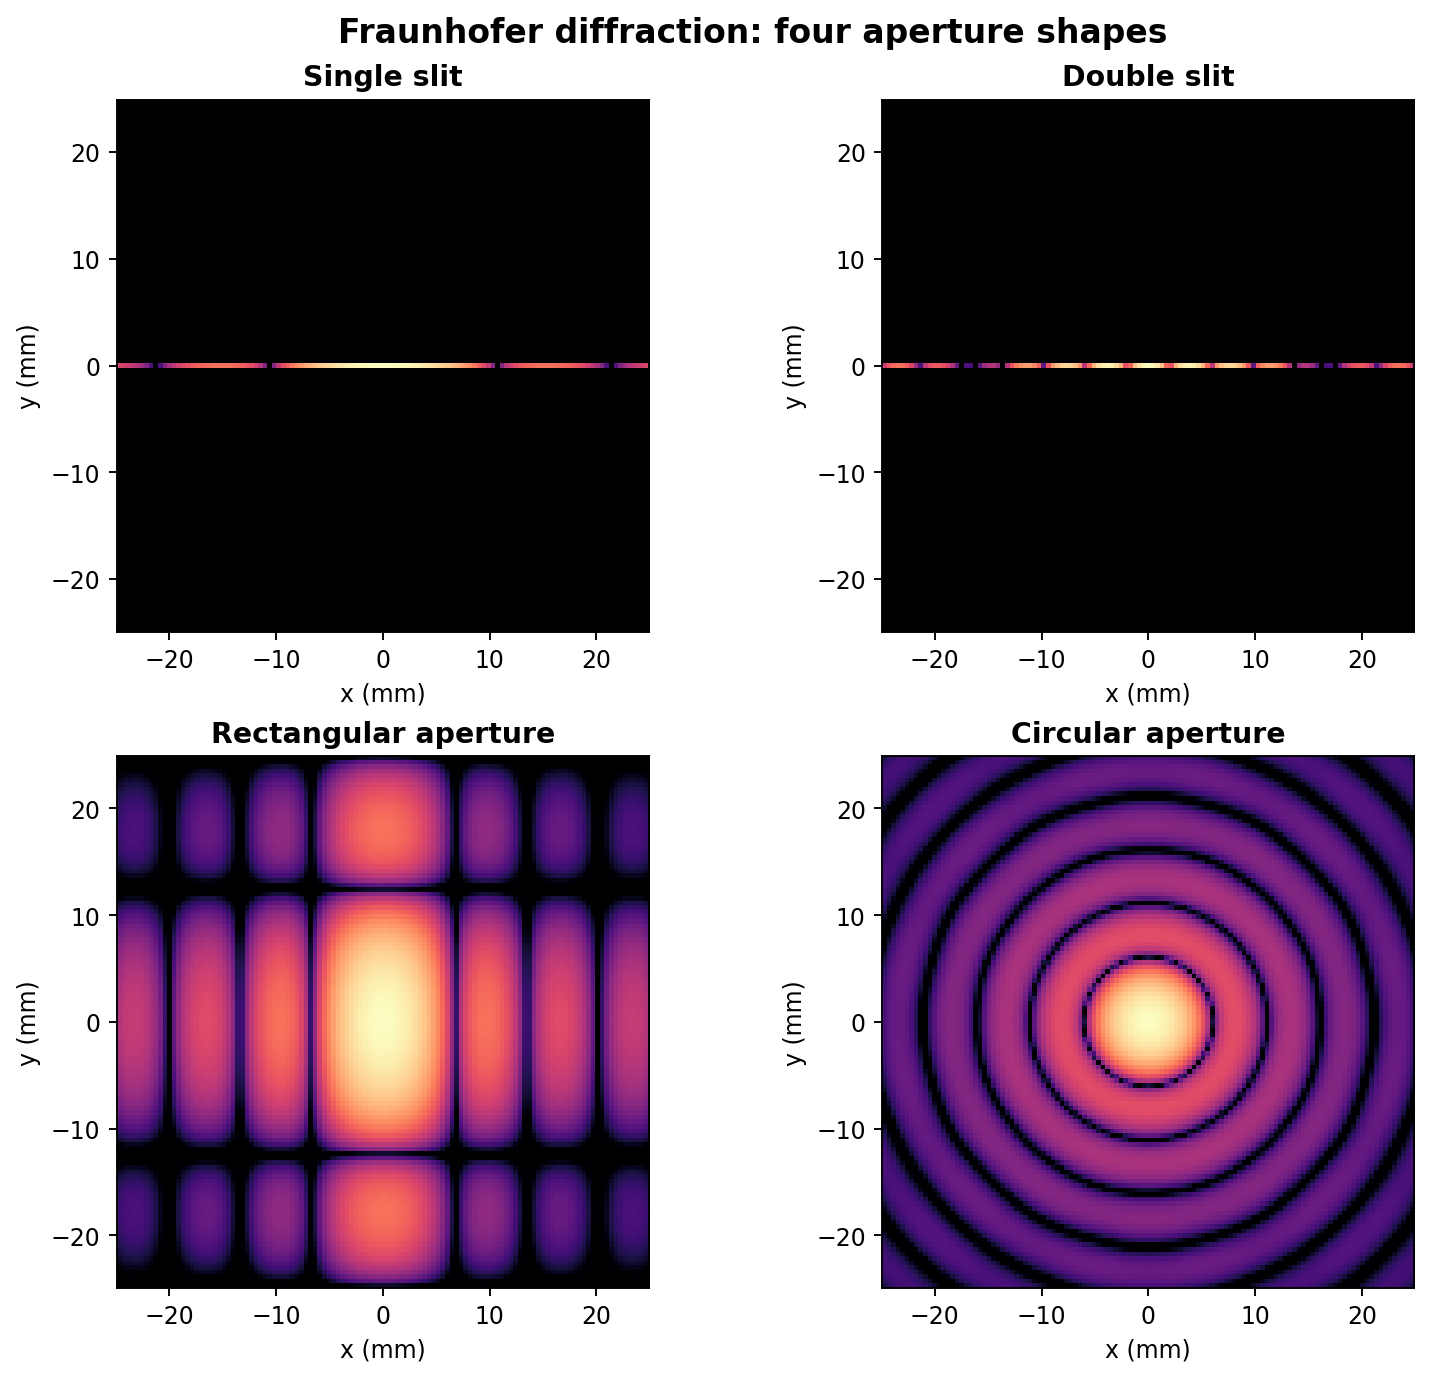 Fraunhofer diffraction: four aperture shapes
Single slit
Double slit
20
10
0
−10
−20
y (mm)
−20 −10 0 10 20
x (mm)
20
10
0
−10
−20
y (mm)
−20 −10 0 10 20
x (mm)
Rectangular aperture
Circular aperture
20
10
0
−10
−20
y (mm)
−20 −10 0 10 20
x (mm)
20
10
0
−10
−20
y (mm)
−20 −10 0 10 20
x (mm)